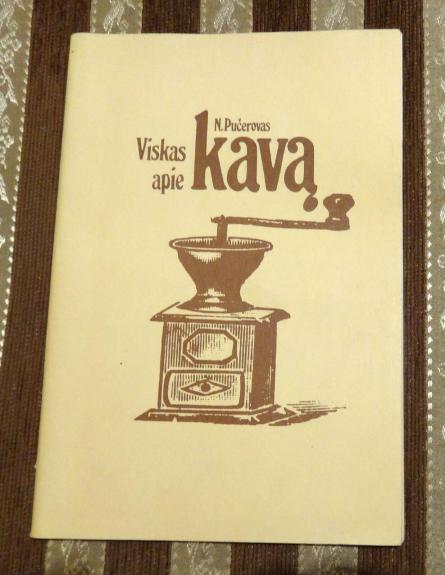 N. Pučerovas
Viskas
apie
kavą